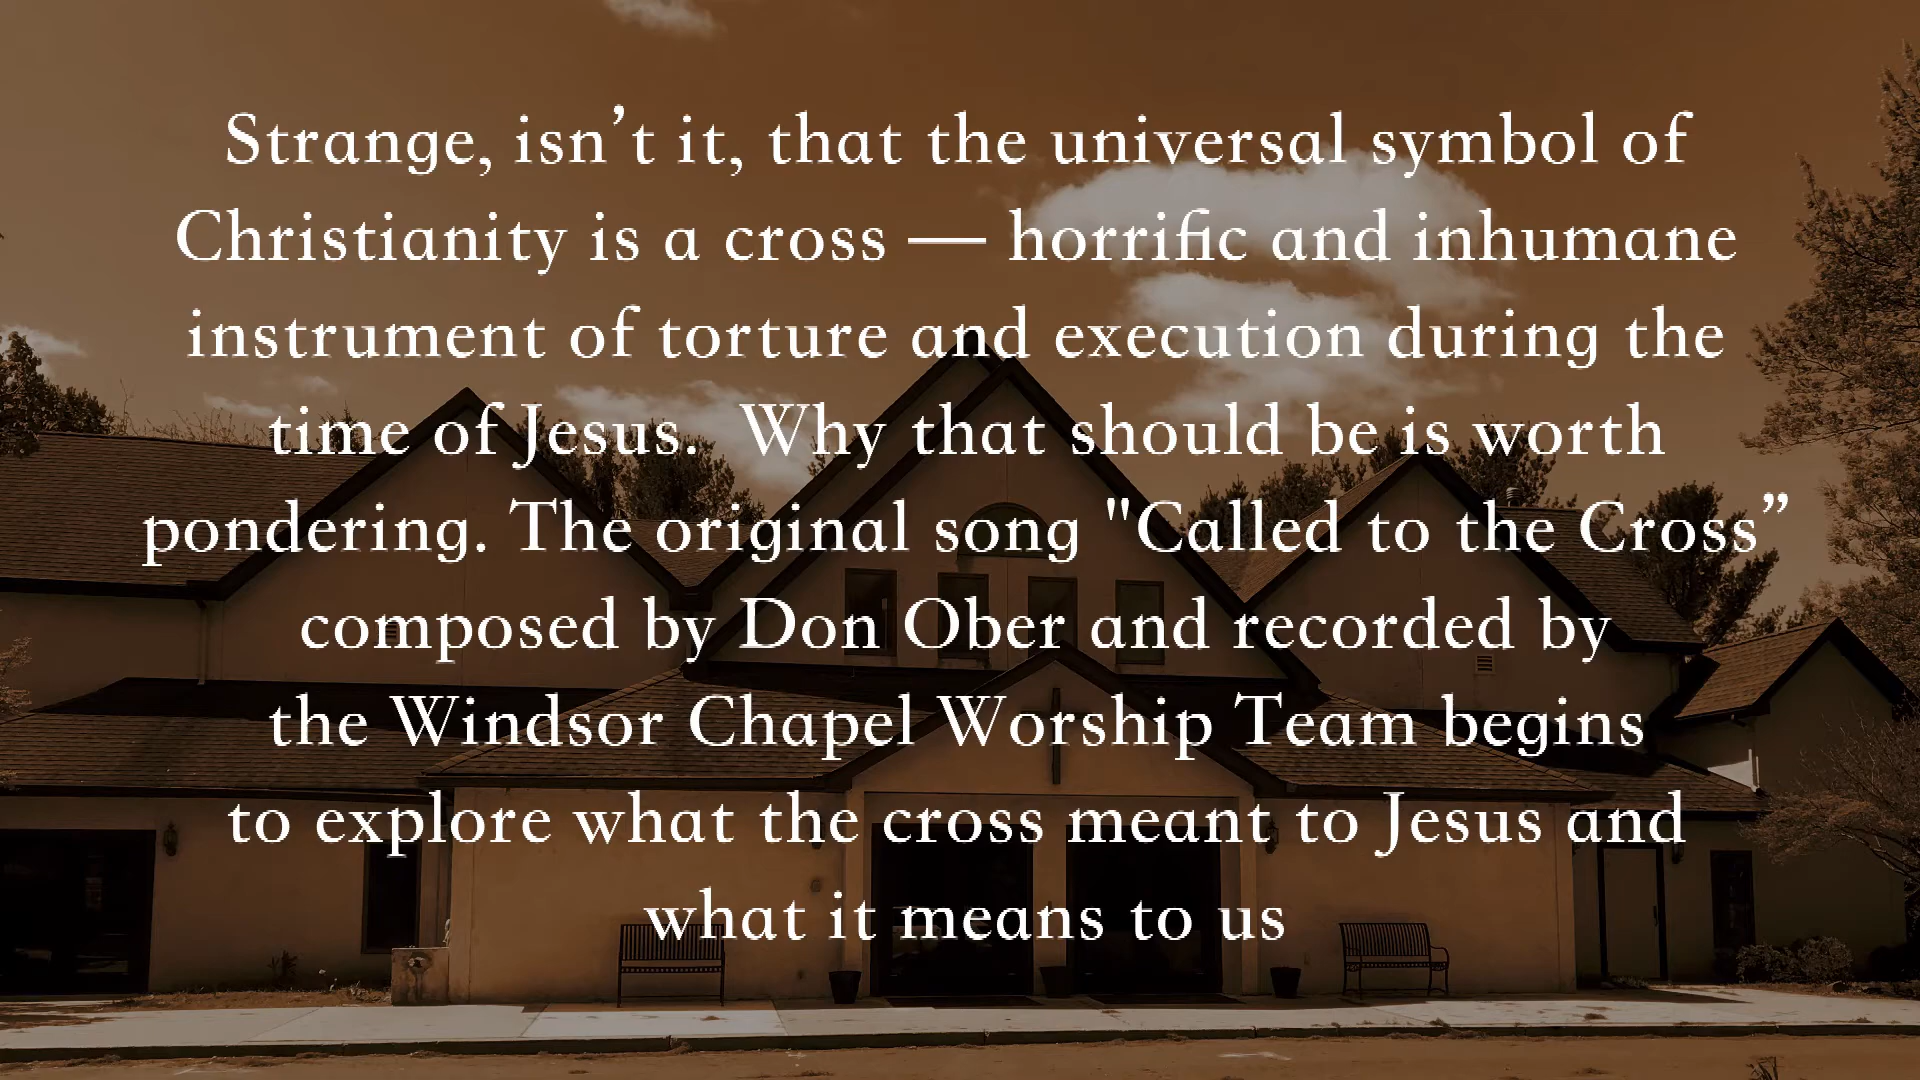 Strange, isn’t it, that the universal symbol of
Christianity is a cross — horrific and inhumane
instrument of torture and execution during the
time of Jesus.  Why that should be is worth
pondering. The original song "Called to the Cross”
composed by Don Ober and recorded by
the Windsor Chapel Worship Team begins
to explore what the cross meant to Jesus and
what it means to us